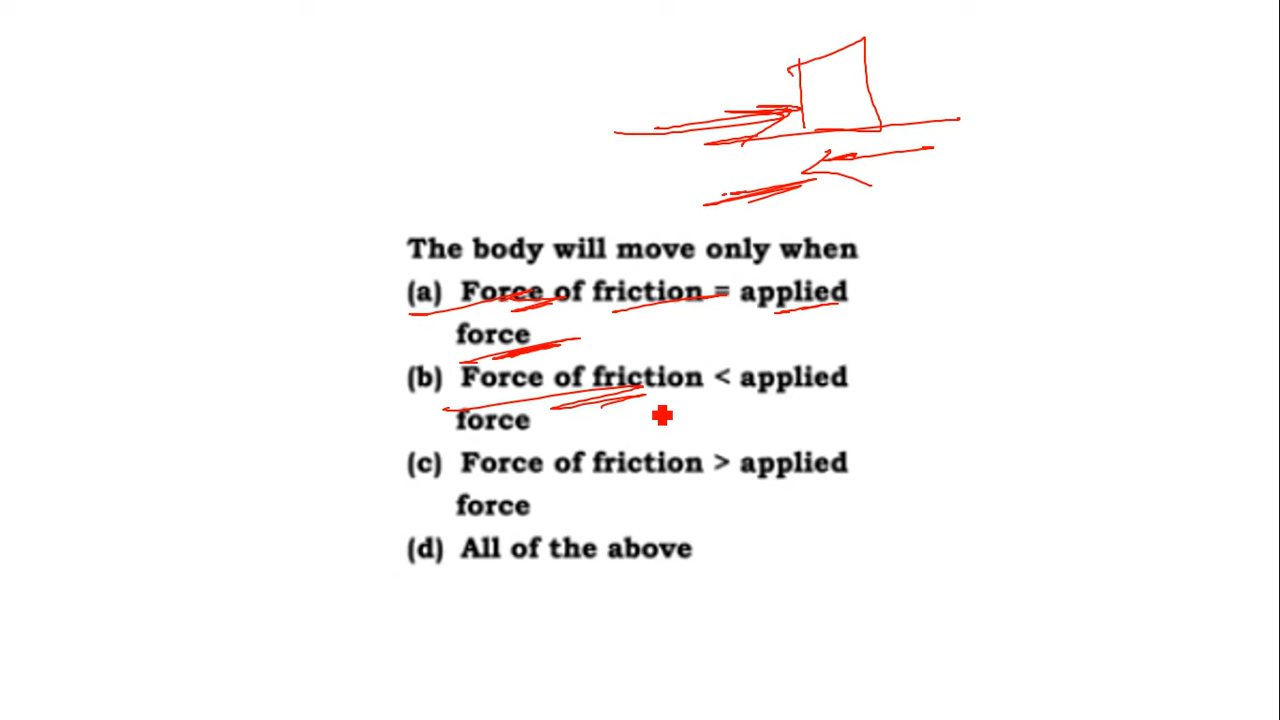 The body will move only when
(a) Force of friction = applied
force
(b) Force of friction < applied
force
(c) Force of friction > applied
force
(d) All of the above